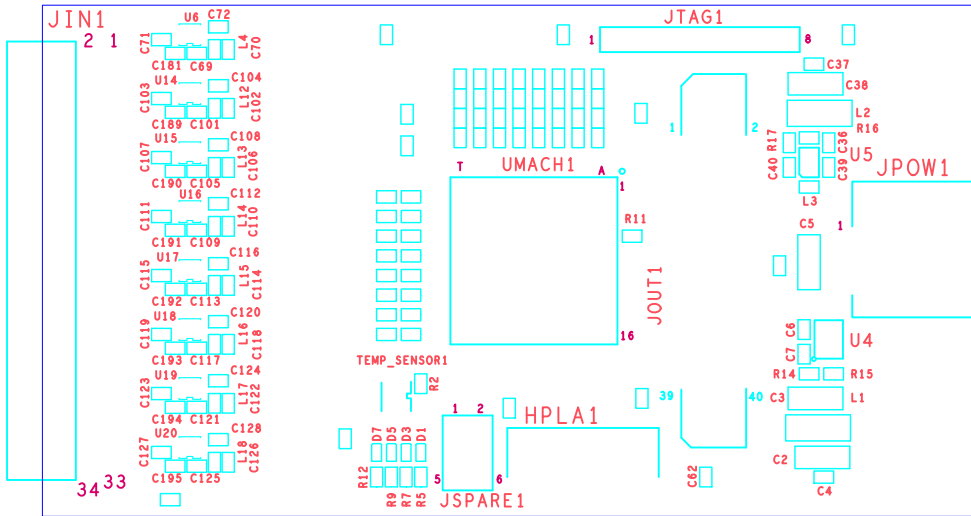 JIN1
2 1
U6
C72
C71
L4
C70
C181 C69
U14
C104
C103
L12
C102
C189 C101
U15
C108
C107
L13
C106
C190 C105
U16
C112
C111
L14
C110
C191 C109
U17
C116
C115
L15
C114
C192 C113
U18
C120
C119
L16
C118
C193 C117
U19
C124
C123
L17
C122
C194 C121
U20
C128
C127
L18
C126
C195 C125
34 33
JTAG1
1 8
UMACH1
T A
1
R11
16
JOUT1
1 2
39 40
TEMP_SENSOR1
R2
1 2
D7 D5 D3 D1
R12 R9 R7 R5
5 6
JSPARE1
HPLA1
C62
C37
C38
L2
R16
R17
C36
U5
C40
C39
L3
JPOW1
1
C5
C6
U4
C7
R14 R15
C3 L1
C2
C4